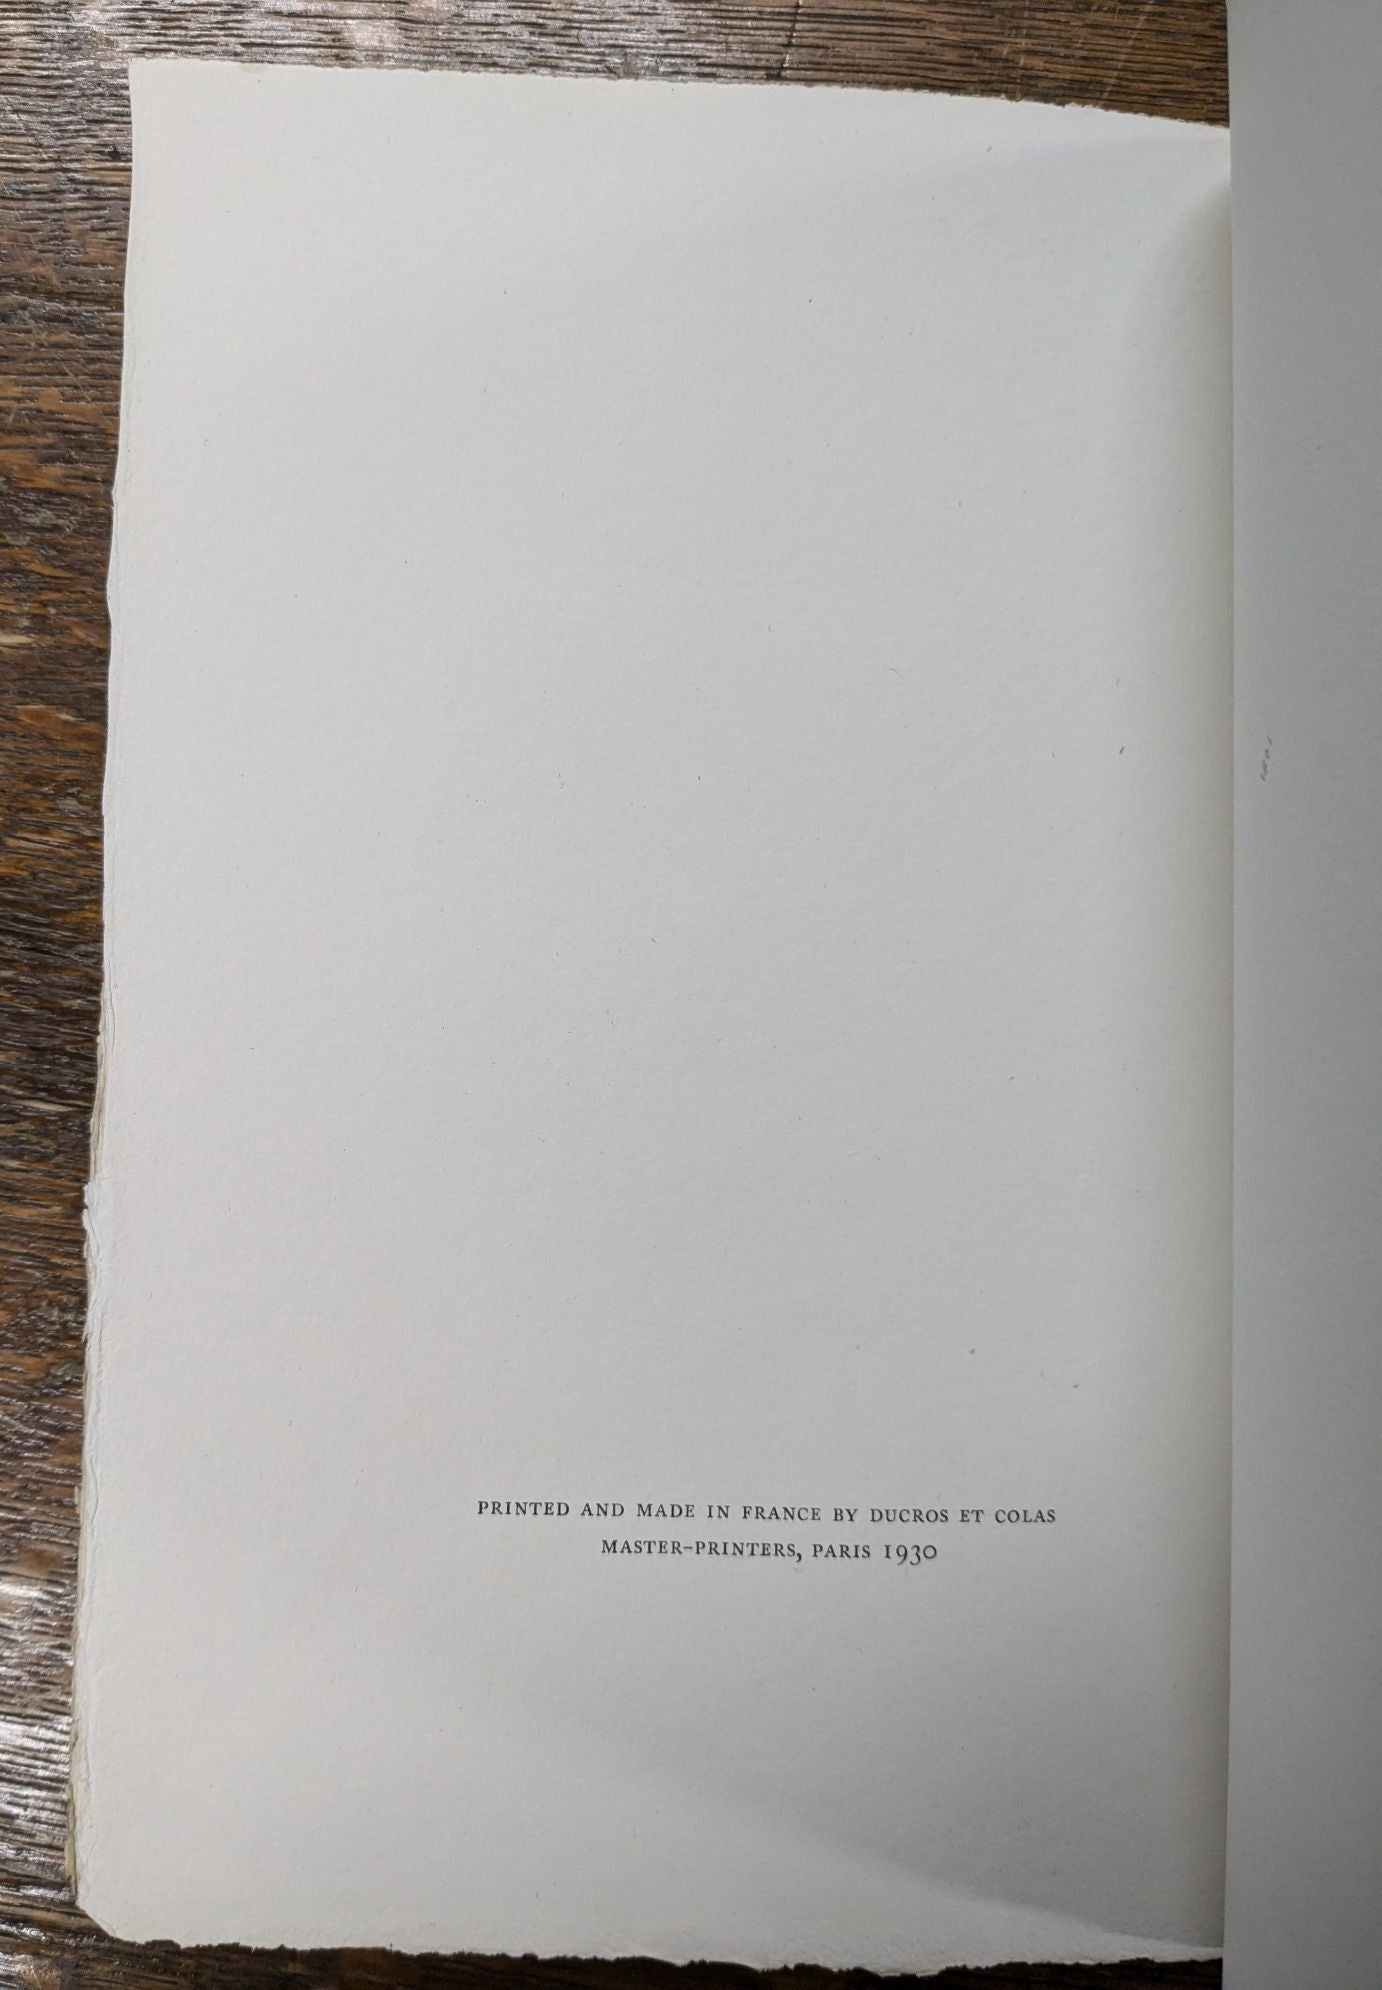 PRINTED AND MADE IN FRANCE BY DUCROS ET COLAS
MASTER-PRINTERS, PARIS 1930